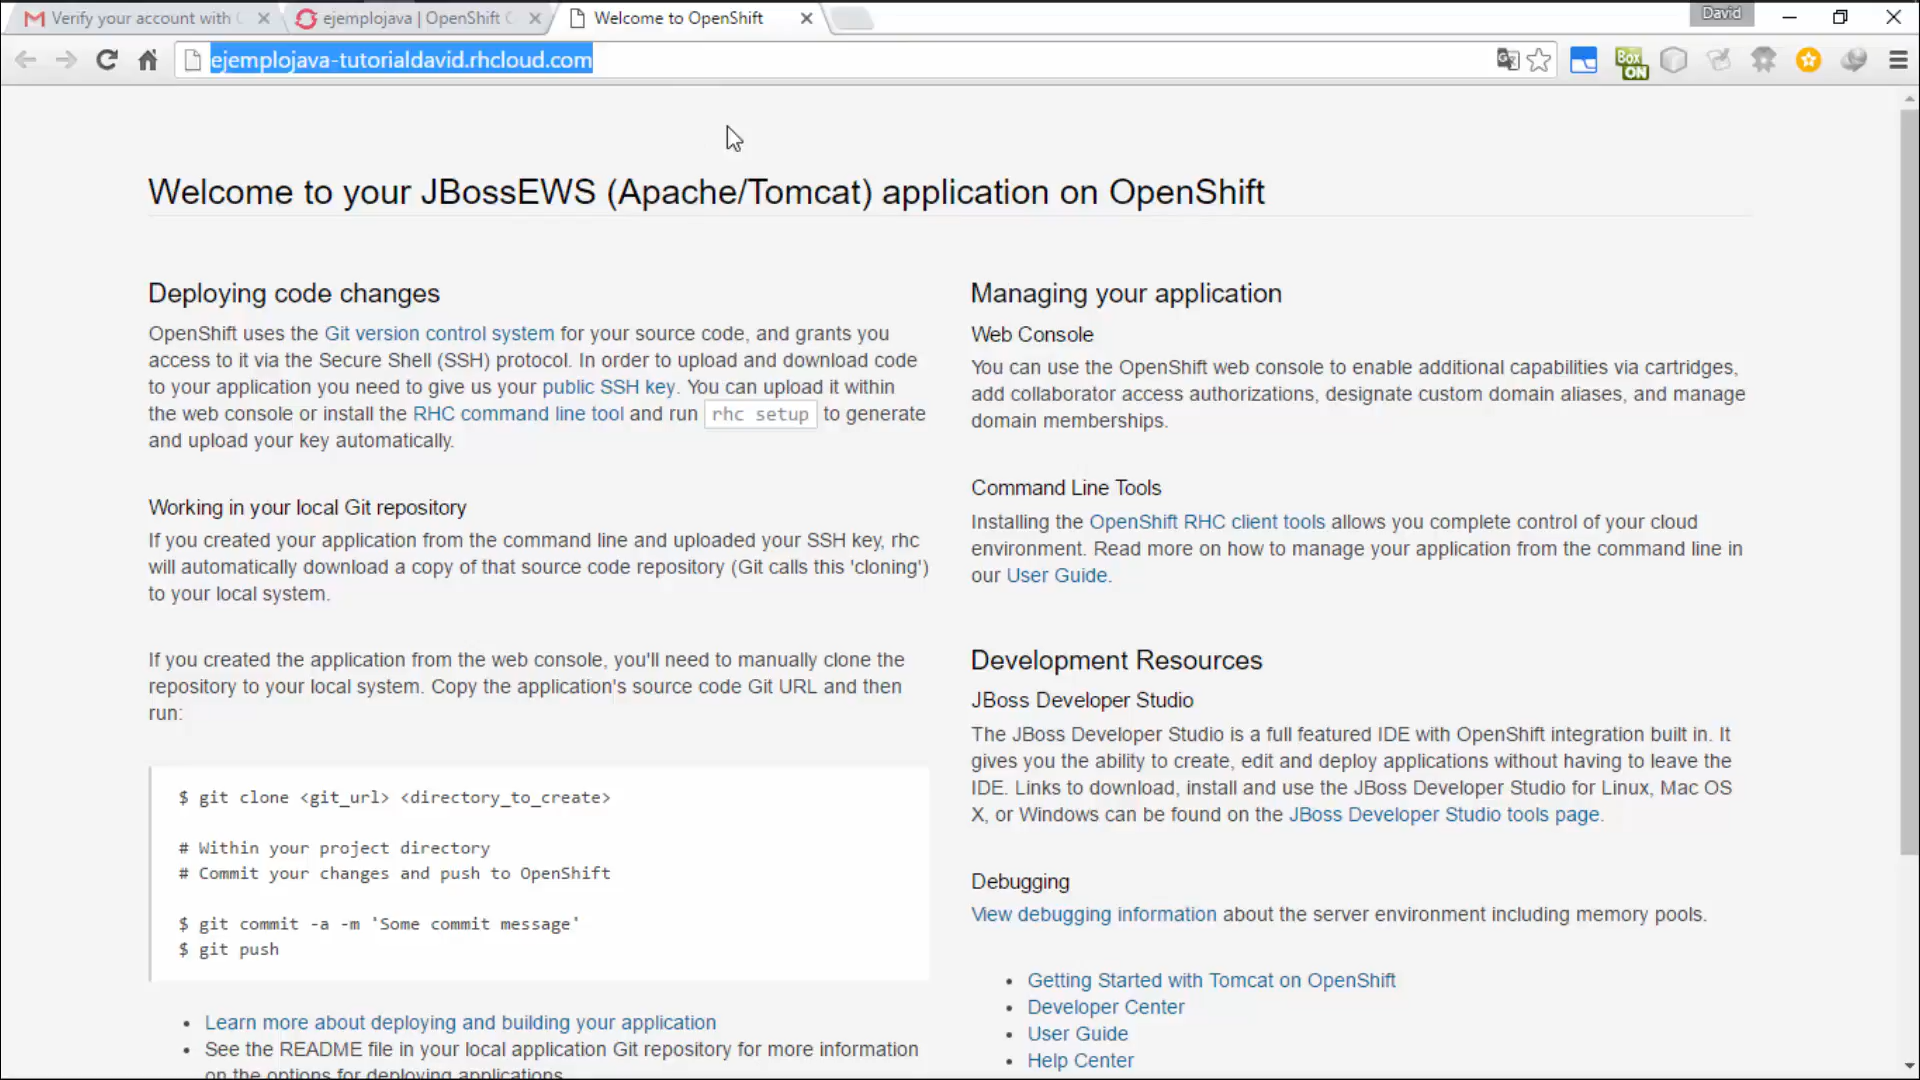 Verify your account with
ejemplojava | OpenShift
Welcome to OpenShift
David
ejemplojava-tutorialdavid.rhcloud.com
Box
ON
Welcome to your JBossEWS (Apache/Tomcat) application on OpenShift
Deploying code changes
OpenShift uses the Git version control system for your source code, and grants you
access to it via the Secure Shell (SSH) protocol. In order to upload and download code
to your application you need to give us your public SSH key. You can upload it within
the web console or install the RHC command line tool and run rhc setup to generate
and upload your key automatically.
Working in your local Git repository
If you created your application from the command line and uploaded your SSH key, rhc
will automatically download a copy of that source code repository (Git calls this 'cloning')
to your local system.
If you created the application from the web console, you'll need to manually clone the
repository to your local system. Copy the application's source code Git URL and then
run:
$ git clone <git_url> <directory_to_create>
# Within your project directory
# Commit your changes and push to OpenShift
$ git commit -a -m 'Some commit message'
$ git push
Learn more about deploying and building your application
See the README file in your local application Git repository for more information
on the options for deploying applications.
Managing your application
Web Console
You can use the OpenShift web console to enable additional capabilities via cartridges,
add collaborator access authorizations, designate custom domain aliases, and manage
domain memberships.
Command Line Tools
Installing the OpenShift RHC client tools allows you complete control of your cloud
environment. Read more on how to manage your application from the command line in
our User Guide.
Development Resources
JBoss Developer Studio
The JBoss Developer Studio is a full featured IDE with OpenShift integration built in. It
gives you the ability to create, edit and deploy applications without having to leave the
IDE. Links to download, install and use the JBoss Developer Studio for Linux, Mac OS
X, or Windows can be found on the JBoss Developer Studio tools page.
Debugging
View debugging information about the server environment including memory pools.
Getting Started with Tomcat on OpenShift
Developer Center
User Guide
Help Center